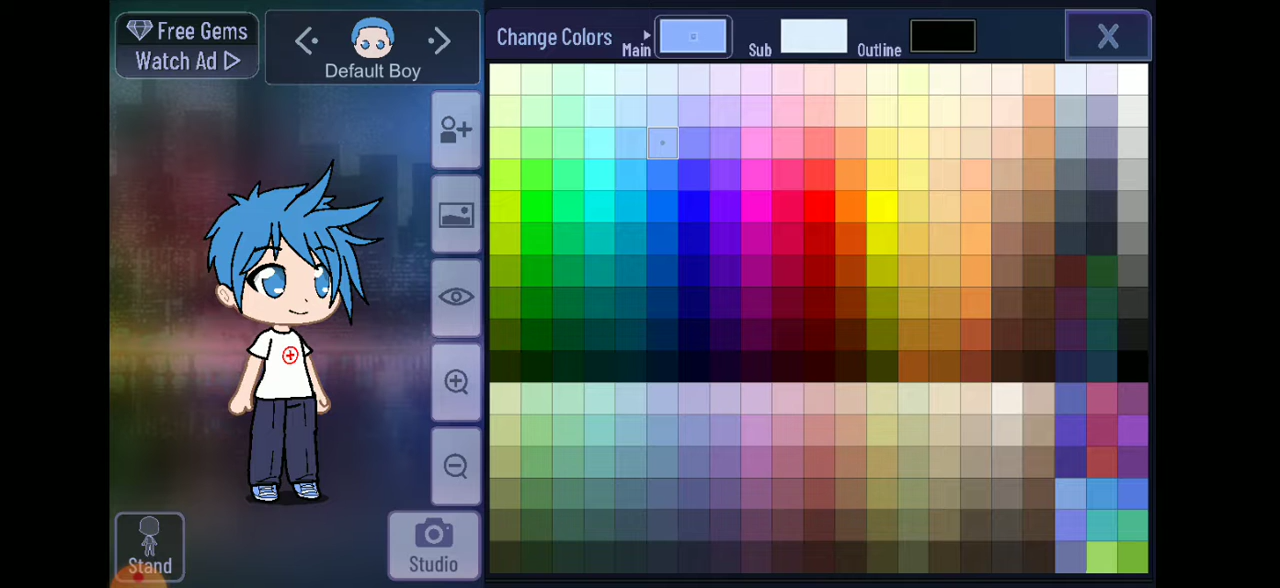 Free Gems
Watch Ad
Default Boy
Change Colors
Main
Sub
Outline
X
Stand
Studio